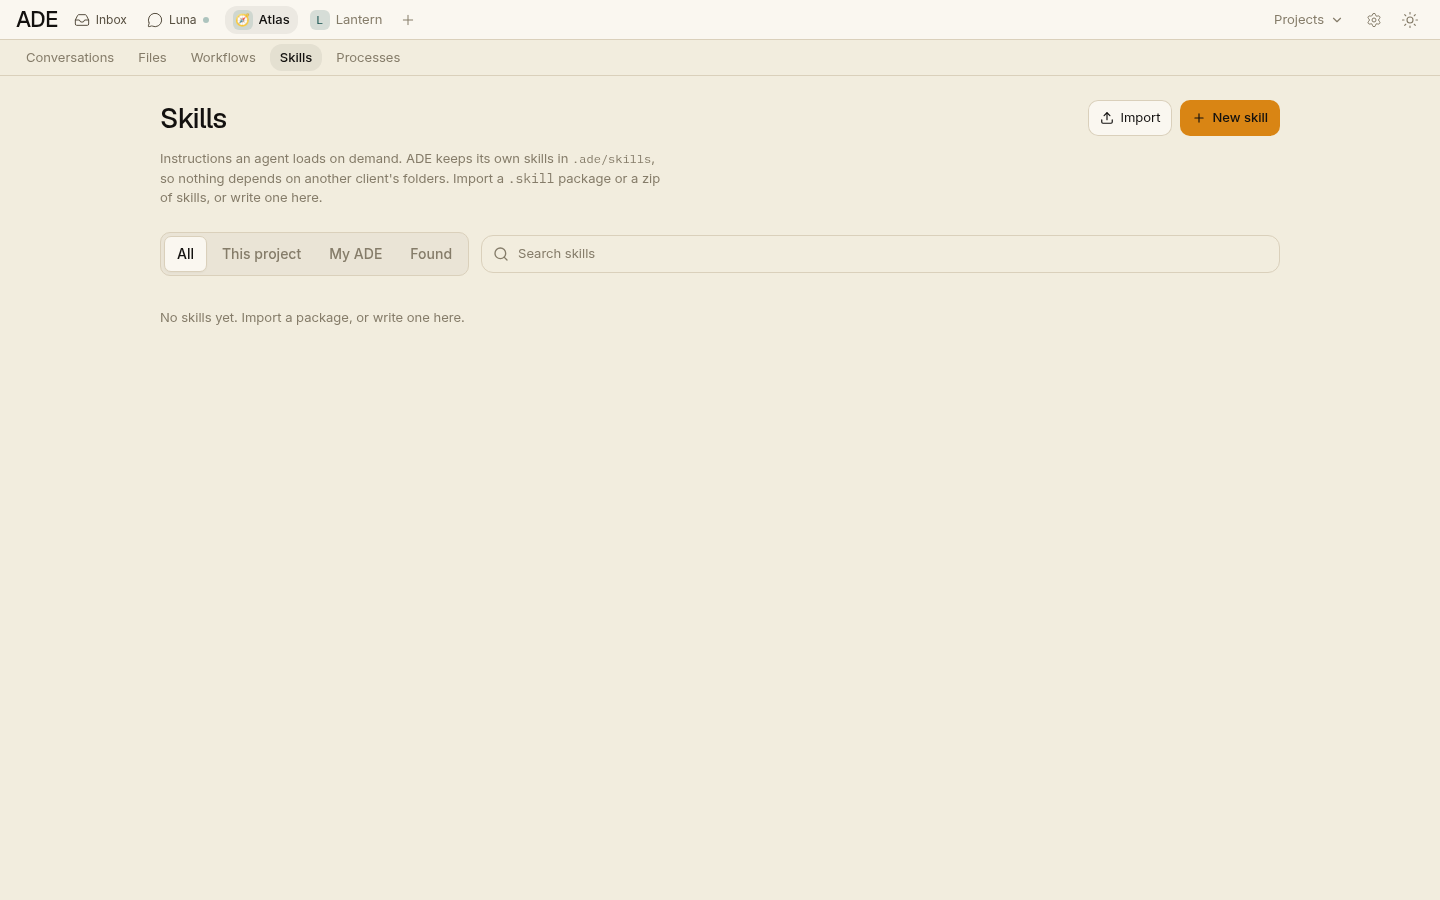 ADE Inbox Luna Atlas L Lantern Projects
Conversations Files Workflows Skills Processes
Skills
Import New skill
Instructions an agent loads on demand. ADE keeps its own skills in .ade/skills,
so nothing depends on another client's folders. Import a .skill package or a zip
of skills, or write one here.
All This project My ADE Found Search skills
No skills yet. Import a package, or write one here.